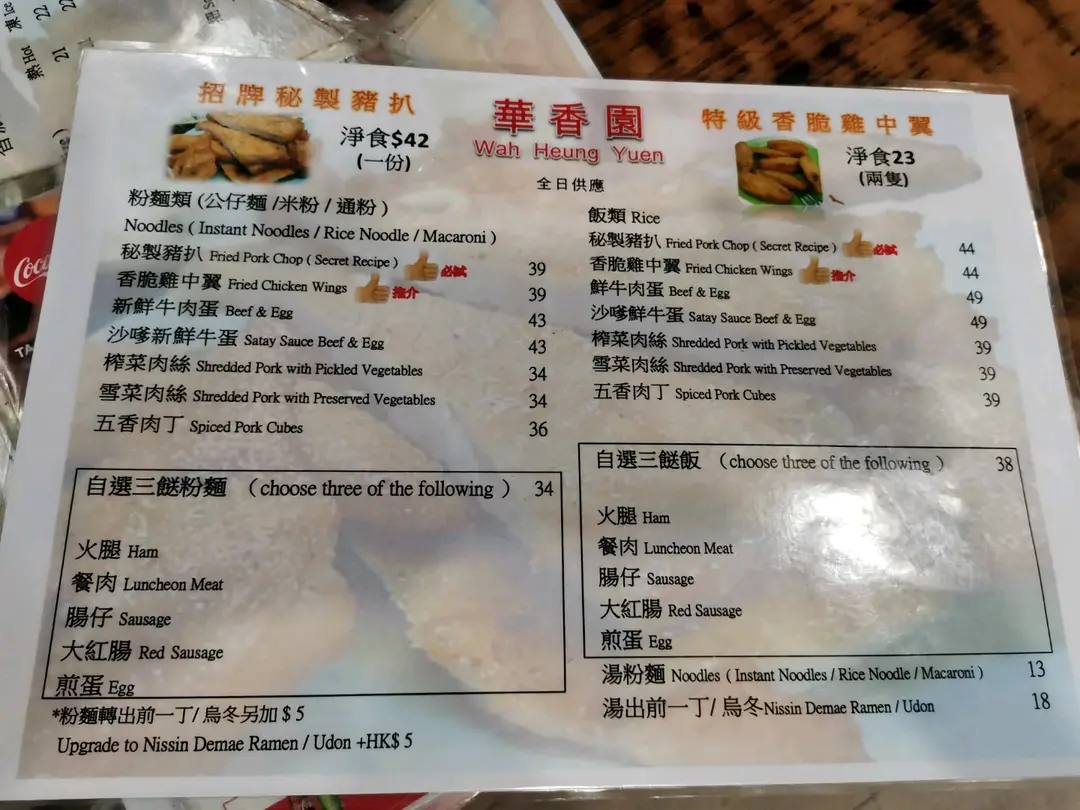 熱 Hot
凍 Ice
21
22
22
Coca
招牌秘製豬扒
淨食$42
(一份)
華香園
Wah Heung Yuen
全日供應
特級香脆雞中翼
淨食23
(兩隻)
粉麵類 (公仔麵 /米粉 / 通粉 )
Noodles ( Instant Noodles / Rice Noodle / Macaroni )
秘製豬扒 Fried Pork Chop ( Secret Recipe ) 必試 39
香脆雞中翼 Fried Chicken Wings 推介 39
新鮮牛肉蛋 Beef & Egg 43
沙嗲新鮮牛蛋 Satay Sauce Beef & Egg 43
榨菜肉絲 Shredded Pork with Pickled Vegetables 34
雪菜肉絲 Shredded Pork with Preserved Vegetables 34
五香肉丁 Spiced Pork Cubes 36
自選三餸粉麵 （choose three of the following ） 34
火腿 Ham
餐肉 Luncheon Meat
腸仔 Sausage
大紅腸 Red Sausage
煎蛋 Egg
*粉麵轉出前一丁/ 烏冬另加 $ 5
Upgrade to Nissin Demae Ramen / Udon +HK$ 5
飯類 Rice
秘製豬扒 Fried Pork Chop ( Secret Recipe ) 必試 44
香脆雞中翼 Fried Chicken Wings 推介 44
鮮牛肉蛋 Beef & Egg 49
沙嗲鮮牛蛋 Satay Sauce Beef & Egg 49
榨菜肉絲 Shredded Pork with Pickled Vegetables 39
雪菜肉絲 Shredded Pork with Preserved Vegetables 39
五香肉丁 Spiced Pork Cubes 39
自選三餸飯 （choose three of the following ） 38
火腿 Ham
餐肉 Luncheon Meat
腸仔 Sausage
大紅腸 Red Sausage
煎蛋 Egg
湯粉麵 Noodles ( Instant Noodles / Rice Noodle / Macaroni ) 13
湯出前一丁/ 烏冬Nissin Demae Ramen / Udon 18